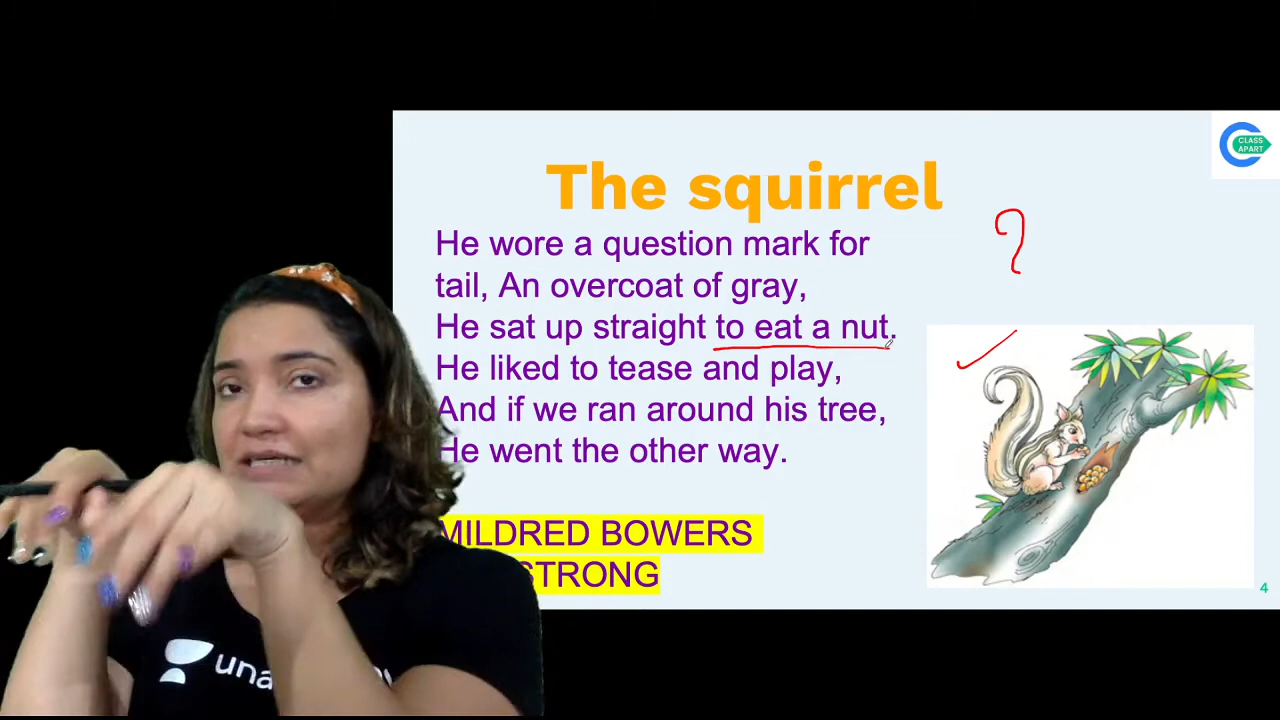 CLASS
APART
The squirrel
?
He wore a question mark for
tail, An overcoat of gray,
He sat up straight to eat a nut.
He liked to tease and play,
And if we ran around his tree,
He went the other way.
MILDRED BOWERS
STRONG
4
una